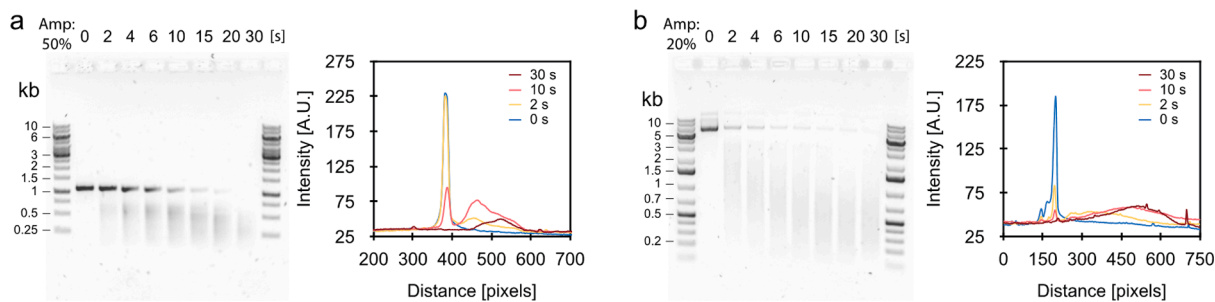 a
Amp:
50%
0 2 4 6 10 15 20 30 [s]
kb
10
6
3
2
1.5
1
0.5
0.25
Intensity [A.U.]
275
225
175
125
75
25
30 s
10 s
2 s
0 s
200 300 400 500 600 700
Distance [pixels]
b
Amp:
20%
0 2 4 6 10 15 20 30 [s]
kb
10
5
3
2
1.5
1
0.7
0.5
0.2
Intensity [A.U.]
225
175
125
75
25
30 s
10 s
2 s
0 s
0 150 300 450 600 750
Distance [pixels]